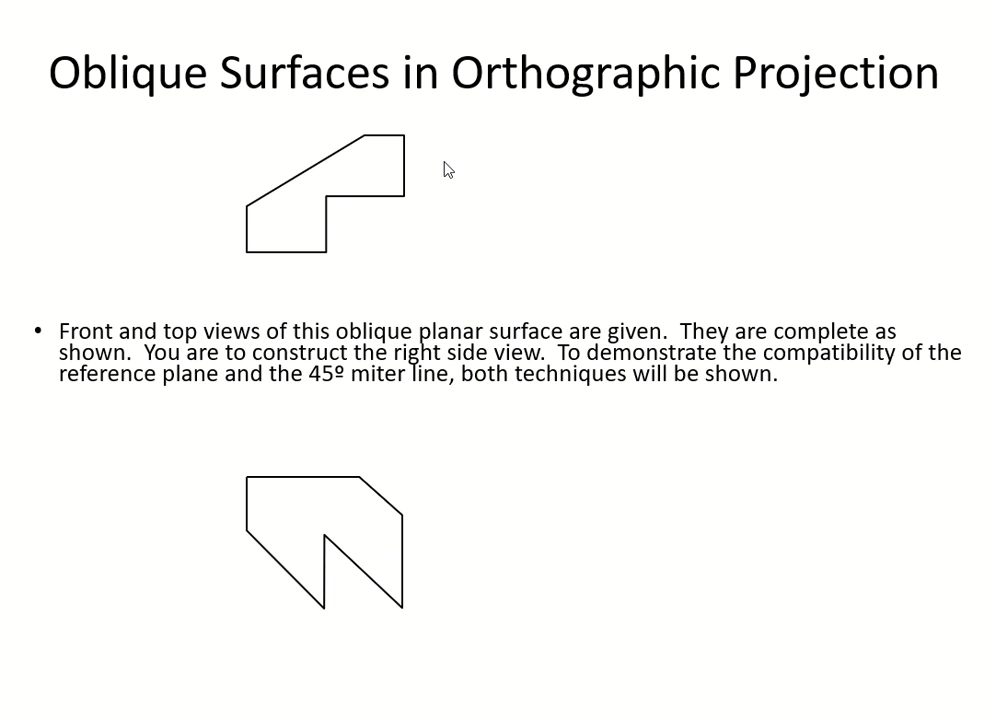 Oblique Surfaces in Orthographic Projection
• Front and top views of this oblique planar surface are given.  They are complete as
shown.  You are to construct the right side view.  To demonstrate the compatibility of the
reference plane and the 45º miter line, both techniques will be shown.